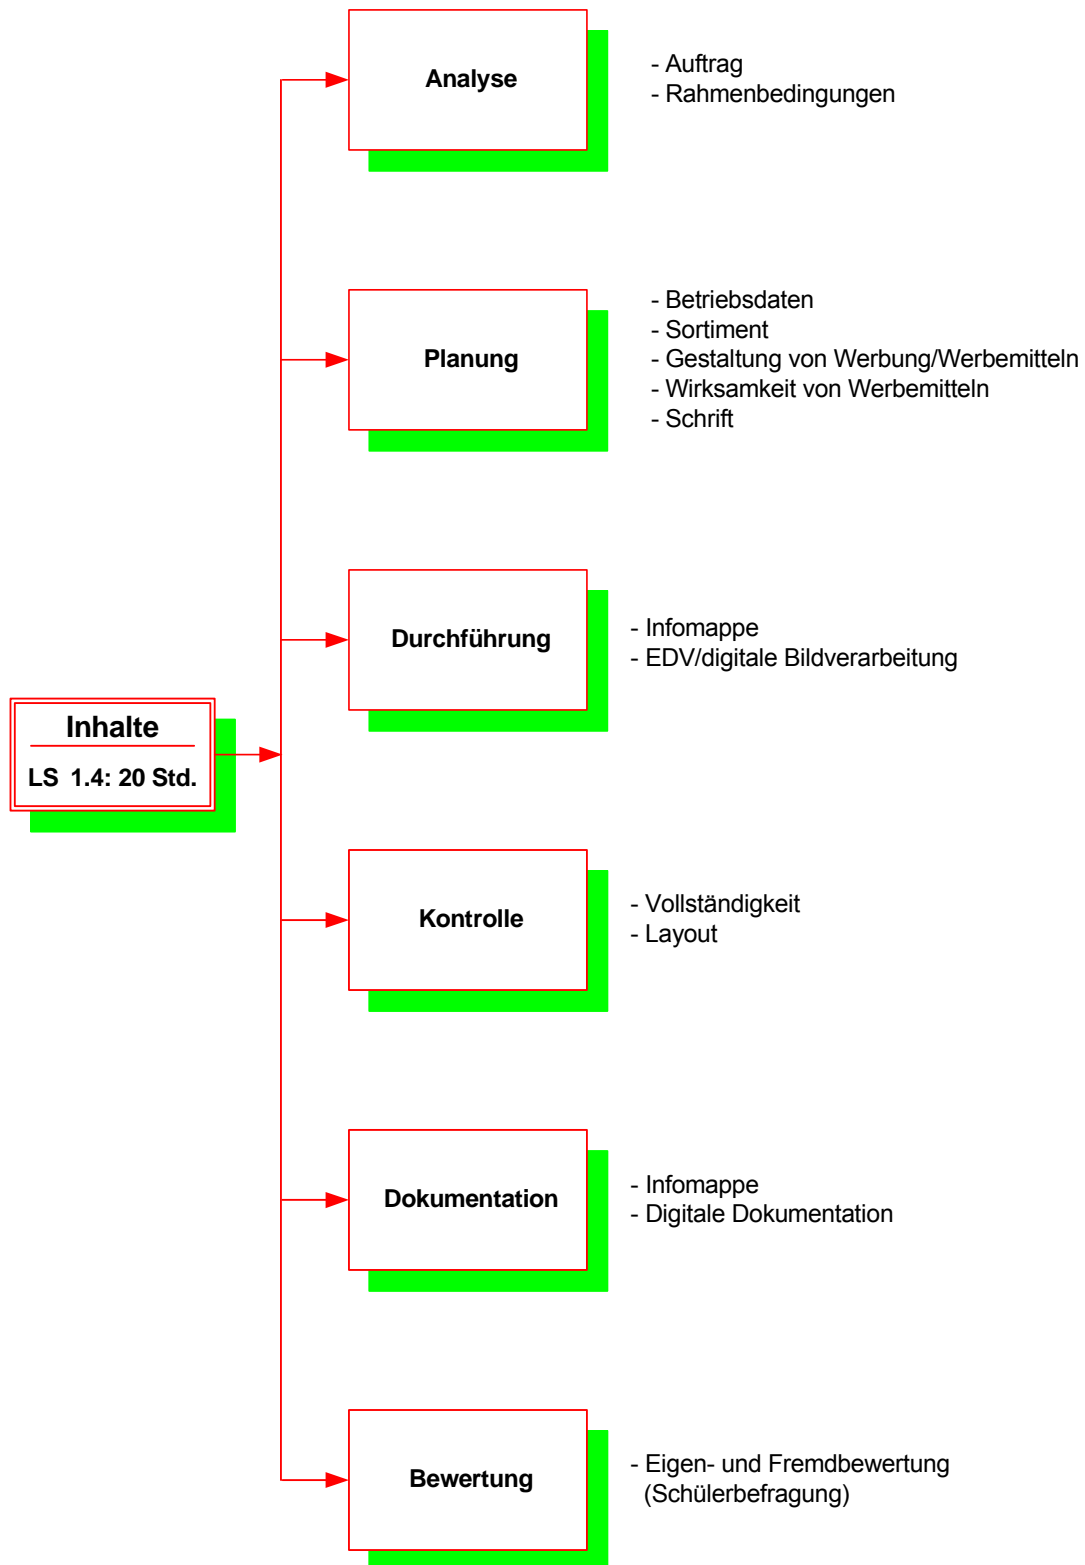 Analyse
- Auftrag
- Rahmenbedingungen
Planung
- Betriebsdaten
- Sortiment
- Gestaltung von Werbung/Werbemitteln
- Wirksamkeit von Werbemitteln
- Schrift
Durchführung
- Infomappe
- EDV/digitale Bildverarbeitung
Inhalte
LS 1.4: 20 Std.
Kontrolle
- Vollständigkeit
- Layout
Dokumentation
- Infomappe
- Digitale Dokumentation
Bewertung
- Eigen- und Fremdbewertung
(Schülerbefragung)